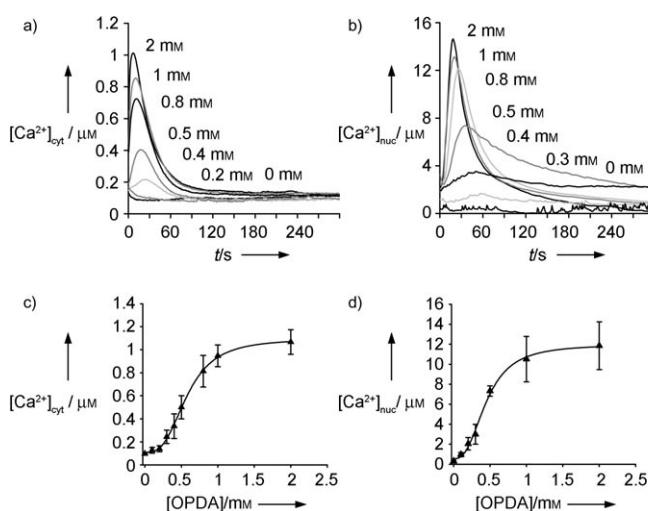 a)
1.2
1
0.8
0.6
0.4
0.2
0
[Ca²⁺]cyt / μM
2 mM
1 mM
0.8 mM
0.5 mM
0.4 mM
0.2 mM 0 mM
0 60 120 180 240
t/s
b)
16
12
8
4
0
[Ca²⁺]nuc / μM
2 mM
1 mM
0.8 mM
0.5 mM
0.4 mM
0.3 mM 0 mM
0 60 120 180 240
t/s
c)
1.4
1.2
1
0.8
0.6
0.4
0.2
0
[Ca²⁺]cyt / μM
0 0.5 1 1.5 2 2.5
[OPDA]/mM
d)
16
14
12
10
8
6
4
2
0
[Ca²⁺]nuc / μM
0 0.5 1 1.5 2 2.5
[OPDA]/mM